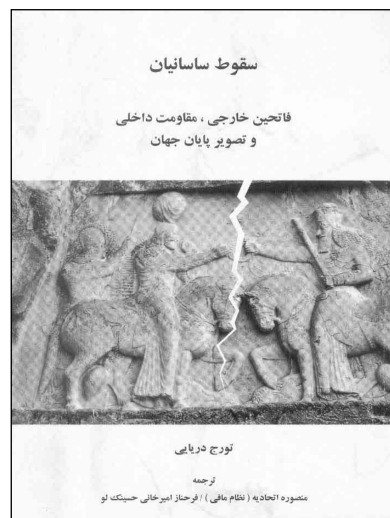 سقوط ساسانیان
فاتحین خارجی ، مقاومت داخلی
و تصویر پایان جهان
تورج دریایی
ترجمه
منصوره اتحادیه ( نظام مافی ) / فرحناز امیرخانی حسینک لو